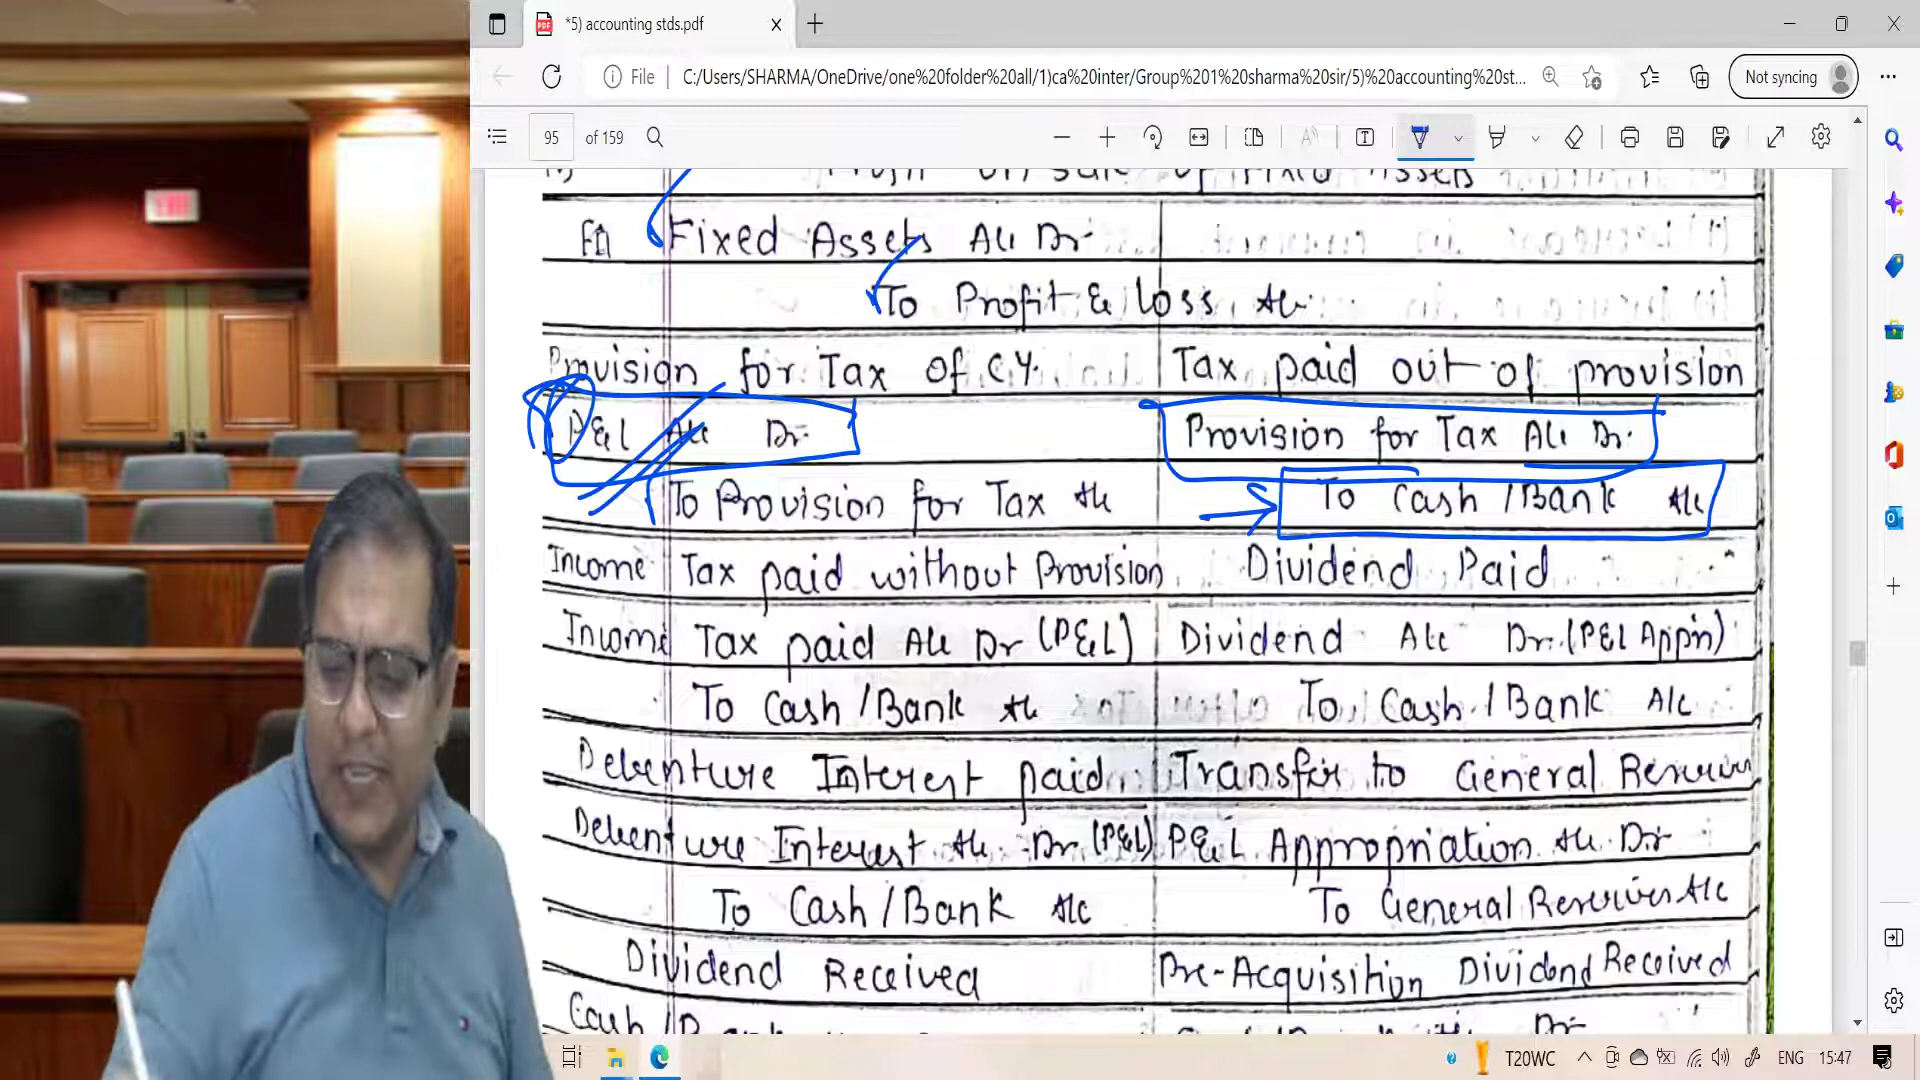 *5) accounting stds.pdf
File C:/Users/SHARMA/OneDrive/one%20folder%20all/1)ca%20inter/Group%201%20sharma%20sir/5)%20accounting%20st...
Not syncing
95 of 159
Fixed Assets A/c Dr.
To Profit & loss A/c
Provision for Tax of C.Y. Tax paid out of provision
P&L A/c Dr. Provision for Tax A/c Dr.
To Provision for Tax A/c To Cash/Bank A/c
Income Tax paid without Provision Dividend Paid
Income Tax paid A/c Dr (P&L) Dividend A/c Dr. (P&L App'n)
To Cash/Bank A/c To Cash/Bank A/c
Debenture Interest paid Transfer to General Reserves
Debenture Interest A/c Dr. (P&L) P&L Appropriation A/c Dr
To Cash/Bank A/c To General Reserves A/c
Dividend Received Pre-Acquisition Dividend Received
T20WC ENG 15:47